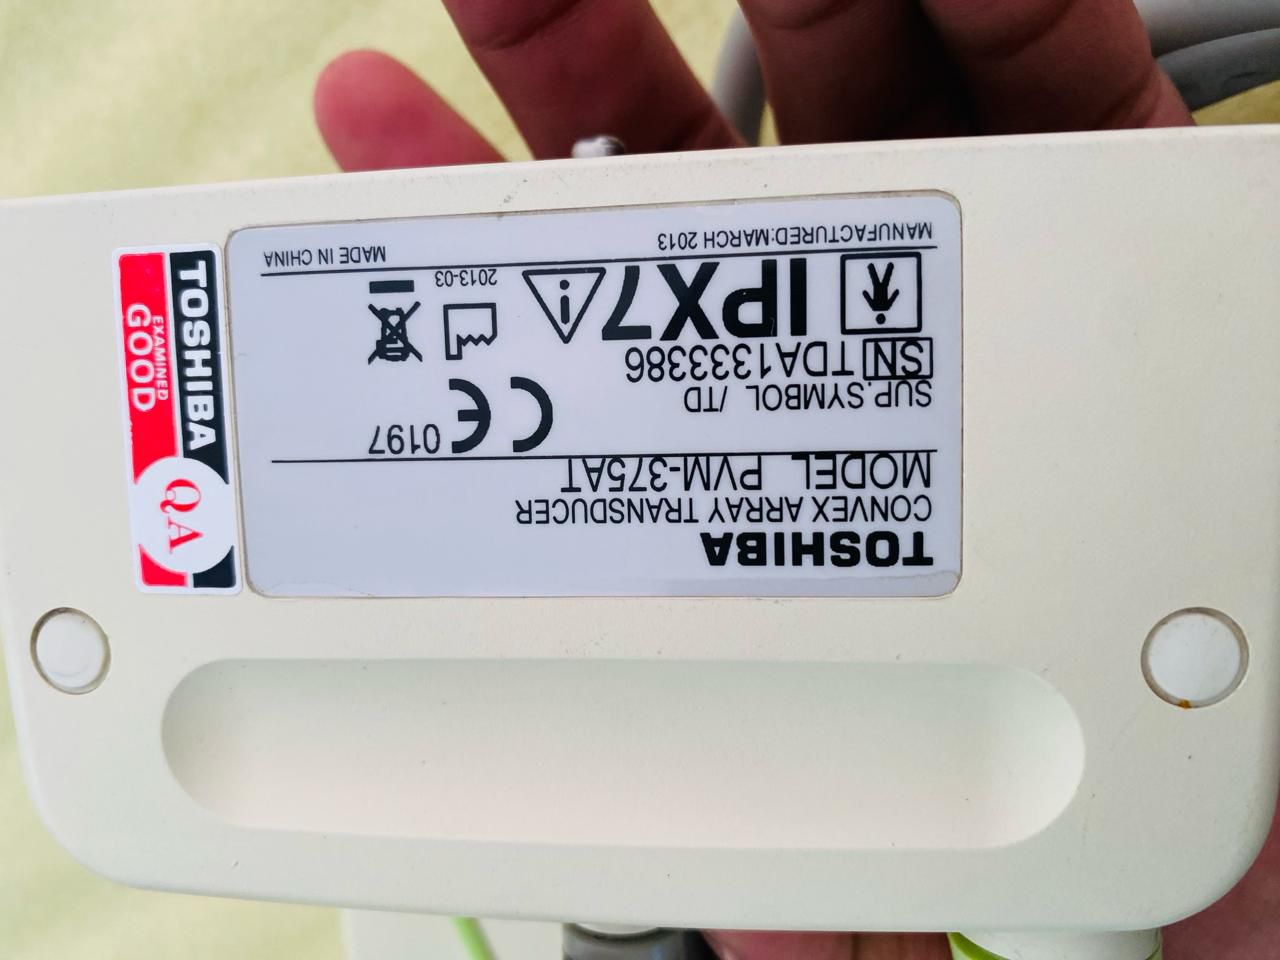 TOSHIBA
CONVEX ARRAY TRANSDUCER
MODEL PVM-375AT
SUP.SYMBOL /TD
CE 0197
SN TDA1333386
IPX7
2013-03
MANUFACTURED:MARCH 2013
MADE IN CHINA
TOSHIBA
EXAMINED
GOOD
QA